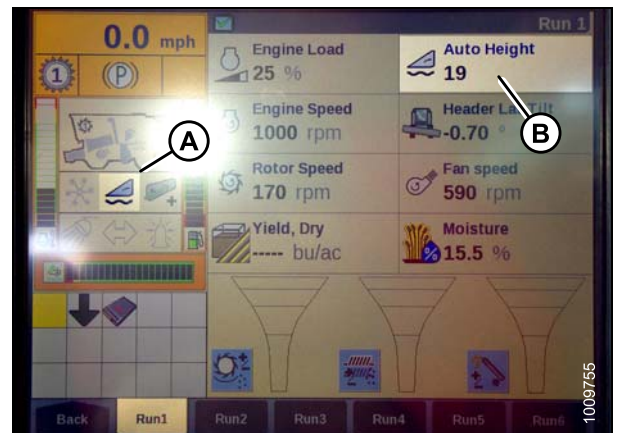 0.0 mph
1
(P)
A
Run 1
Engine Load
25 %
Auto Height
19
B
Engine Speed
1000 rpm
Header Lat Tilt
-0.70 °
Rotor Speed
170 rpm
Fan speed
590 rpm
Yield, Dry
----- bu/ac
Moisture
15.5 %
Back Run1 Run2 Run3 Run4 Run5 Run6
1009755